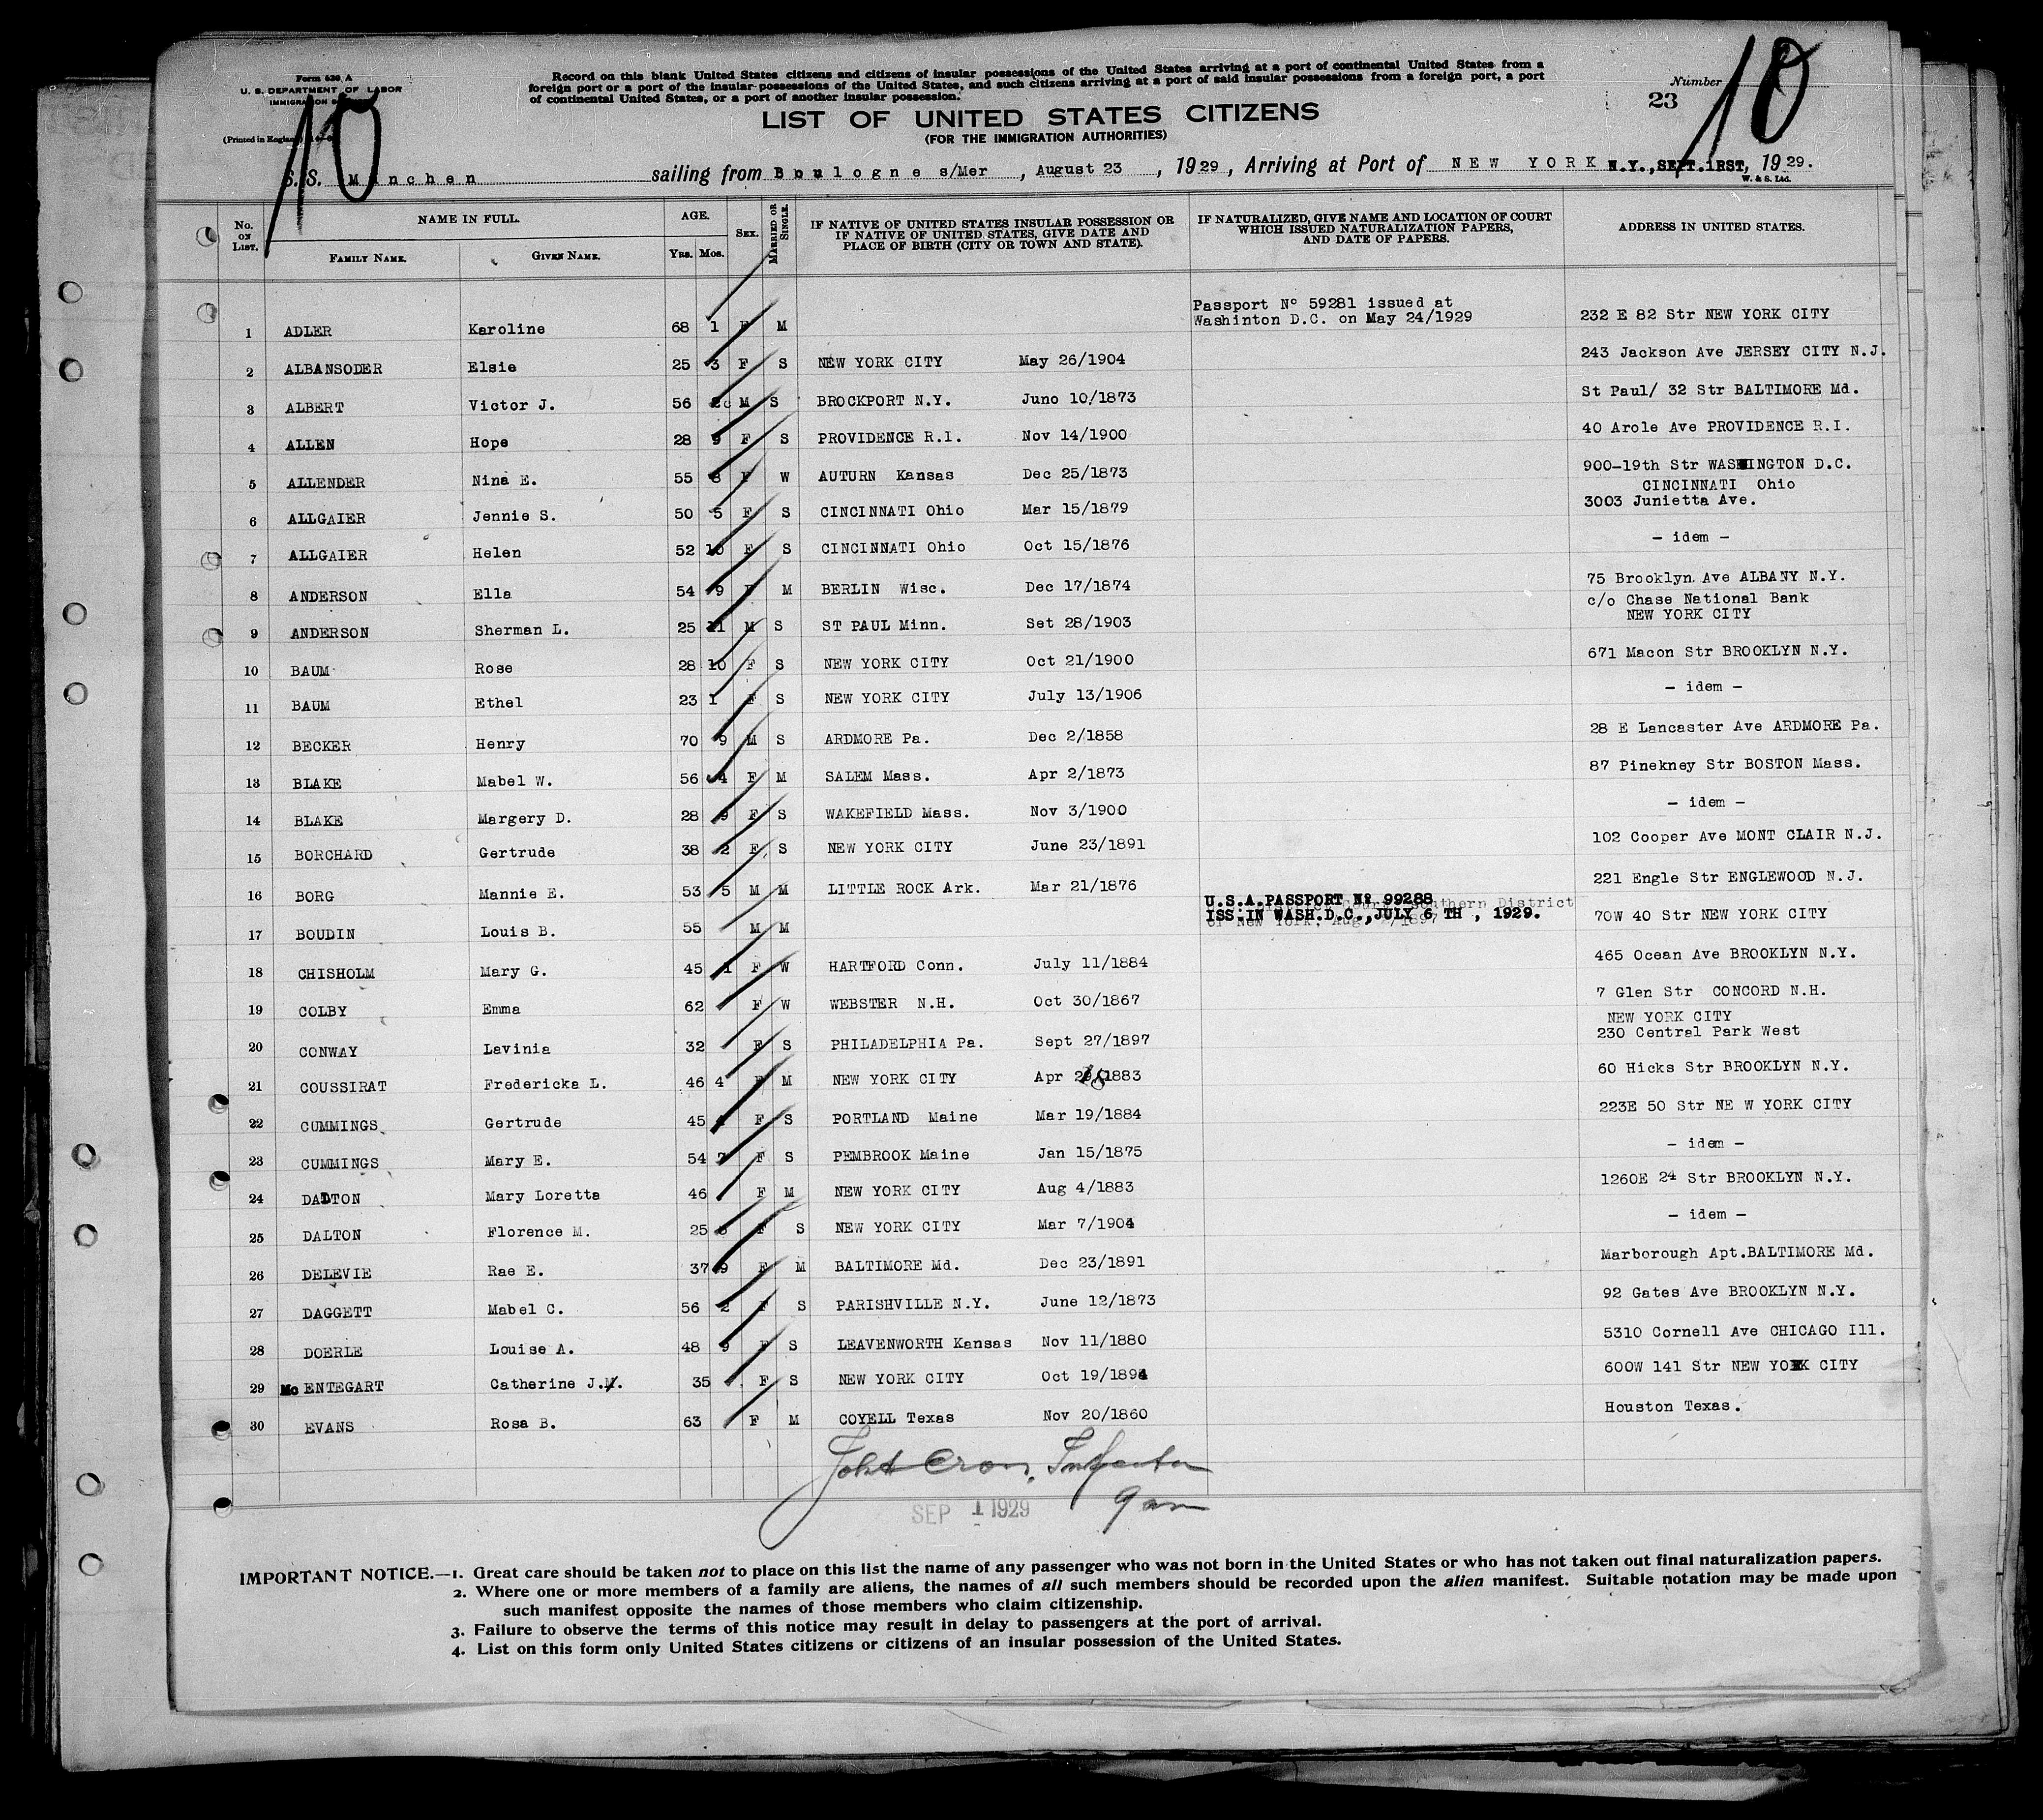 Form 630 A
U. S. DEPARTMENT OF LABOR
IMMIGRATION
(Printed in England)
10
Record on this blank United States citizens and citizens of insular possessions of the United States arriving at a port of continental United States from a
foreign port or a port of the insular possessions of the United States, and such citizens arriving at a port of said insular possessions from a foreign port, a port
of continental United States, or a port of another insular possession.
Number
23
10
LIST OF UNITED STATES CITIZENS
(FOR THE IMMIGRATION AUTHORITIES)
S.S. München sailing from Boulogne s/Mer, August 23, 1929, Arriving at Port of NEW YORK N.Y., SEPT.1RST, 1929.
W. & S. Ltd.
No. ON LIST. NAME IN FULL. AGE. SEX. MARRIED OR SINGLE. IF NATIVE OF UNITED STATES INSULAR POSSESSION OR IF NATIVE OF UNITED STATES, GIVE DATE AND PLACE OF BIRTH (CITY OR TOWN AND STATE). IF NATURALIZED, GIVE NAME AND LOCATION OF COURT WHICH ISSUED NATURALIZATION PAPERS, AND DATE OF PAPERS. ADDRESS IN UNITED STATES.
FAMILY NAME. GIVEN NAME. YRS. MOS.
1 ADLER Karoline 68 1 F M Passport Nº 59281 issued at Washinton D.C. on May 24/1929 232 E 82 Str NEW YORK CITY
2 ALBANSODER Elsie 25 3 F S NEW YORK CITY May 26/1904 243 Jackson Ave JERSEY CITY N.J.
3 ALBERT Victor J. 56 M S BROCKPORT N.Y. Juno 10/1873 St Paul/ 32 Str BALTIMORE Md.
4 ALLEN Hope 28 9 F S PROVIDENCE R.I. Nov 14/1900 40 Arole Ave PROVIDENCE R.I.
5 ALLENDER Nina E. 55 8 F W AUTURN Kansas Dec 25/1873 900-19th Str WASHINGTON D.C.
6 ALLGAIER Jennie S. 50 5 F S CINCINNATI Ohio Mar 15/1879 CINCINNATI Ohio 3003 Junietta Ave.
7 ALLGAIER Helen 52 10 F S CINCINNATI Ohio Oct 15/1876 - idem -
8 ANDERSON Ella 54 9 F M BERLIN Wisc. Dec 17/1874 75 Brooklyn Ave ALBANY N.Y.
9 ANDERSON Sherman L. 25 11 M S ST PAUL Minn. Set 28/1903 c/o Chase National Bank NEW YORK CITY
10 BAUM Rose 28 10 F S NEW YORK CITY Oct 21/1900 671 Macon Str BROOKLYN N.Y.
11 BAUM Ethel 23 1 F S NEW YORK CITY July 13/1906 - idem -
12 BECKER Henry 70 9 M S ARDMORE Pa. Dec 2/1858 28 E Lancaster Ave ARDMORE Pa.
13 BLAKE Mabel W. 56 4 F M SALEM Mass. Apr 2/1873 87 Pinekney Str BOSTON Mass.
14 BLAKE Margery D. 28 9 F S WAKEFIELD Mass. Nov 3/1900 - idem -
15 BORCHARD Gertrude 38 2 F S NEW YORK CITY June 23/1891 102 Cooper Ave MONT CLAIR N.J.
16 BORG Mannie E. 53 5 M M LITTLE ROCK Ark. Mar 21/1876 221 Engle Str ENGLEWOOD N.J.
17 BOUDIN Louis B. 55 M M U.S.A.PASSPORT Nº 99288 ISS.IN WASH.D.C.,JULY 6 TH , 1929. 70W 40 Str NEW YORK CITY
18 CHISHOLM Mary G. 45 1 F W HARTFORD Conn. July 11/1884 465 Ocean Ave BROOKLYN N.Y.
19 COLBY Emma 62 F W WEBSTER N.H. Oct 30/1867 7 Glen Str CONCORD N.H.
20 CONWAY Lavinia 32 F S PHILADELPHIA Pa. Sept 27/1897 NEW YORK CITY 230 Central Park West
21 COUSSIRAT Fredericka L. 46 4 F M NEW YORK CITY Apr 18/1883 60 Hicks Str BROOKLYN N.Y.
22 CUMMINGS Gertrude 45 F S PORTLAND Maine Mar 19/1884 223E 50 Str NE W YORK CITY
23 CUMMINGS Mary E. 54 7 F S PEMBROOK Maine Jan 15/1875 - idem -
24 DALTON Mary Loretta 46 F M NEW YORK CITY Aug 4/1883 1260E 24 Str BROOKLYN N.Y.
25 DALTON Florence M. 25 F S NEW YORK CITY Mar 7/1904 - idem -
26 DELEVIE Rae E. 37 9 F M BALTIMORE Md. Dec 23/1891 Marborough Apt.BALTIMORE Md.
27 DAGGETT Mabel C. 56 2 F S PARISHVILLE N.Y. June 12/1873 92 Gates Ave BROOKLYN N.Y.
28 DOERLE Louise A. 48 9 F S LEAVENWORTH Kansas Nov 11/1880 5310 Cornell Ave CHICAGO Ill.
29 Mc ENTEGART Catherine J.M. 35 F S NEW YORK CITY Oct 19/1894 600W 141 Str NEW YORK CITY
30 EVANS Rosa B. 63 F M COYELL Texas Nov 20/1860 Houston Texas.
SEP 1 1929
IMPORTANT NOTICE.—1. Great care should be taken not to place on this list the name of any passenger who was not born in the United States or who has not taken out final naturalization papers.
2. Where one or more members of a family are aliens, the names of all such members should be recorded upon the alien manifest. Suitable notation may be made upon
such manifest opposite the names of those members who claim citizenship.
3. Failure to observe the terms of this notice may result in delay to passengers at the port of arrival.
4. List on this form only United States citizens or citizens of an insular possession of the United States.